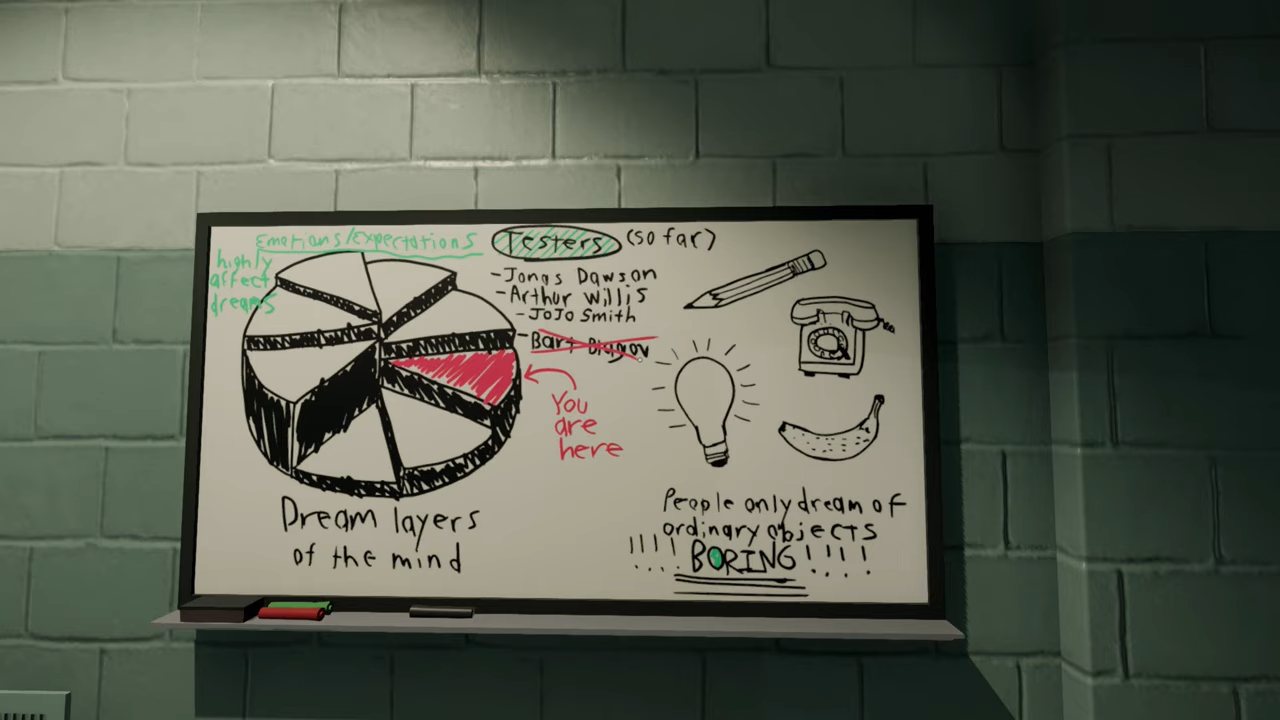 Emotions/Expectations
highly
affect
dreams
Testers (so far)
-Jonas Dawson
-Arthur Willis
-JoJo Smith
- Bart
You
are
here
Dream layers
of the mind
People only dream of
ordinary objects
!!!! BORING !!!!